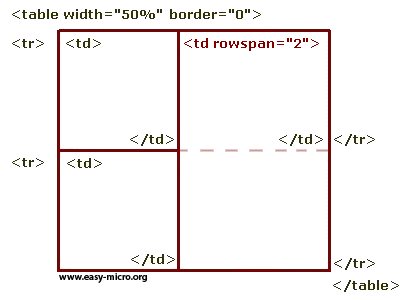 <table width="50%" border="0">
<tr> <td> <td rowspan="2">
</td> </td> </tr>
<tr> <td>
</td> </tr>
www.easy-micro.org
</table>